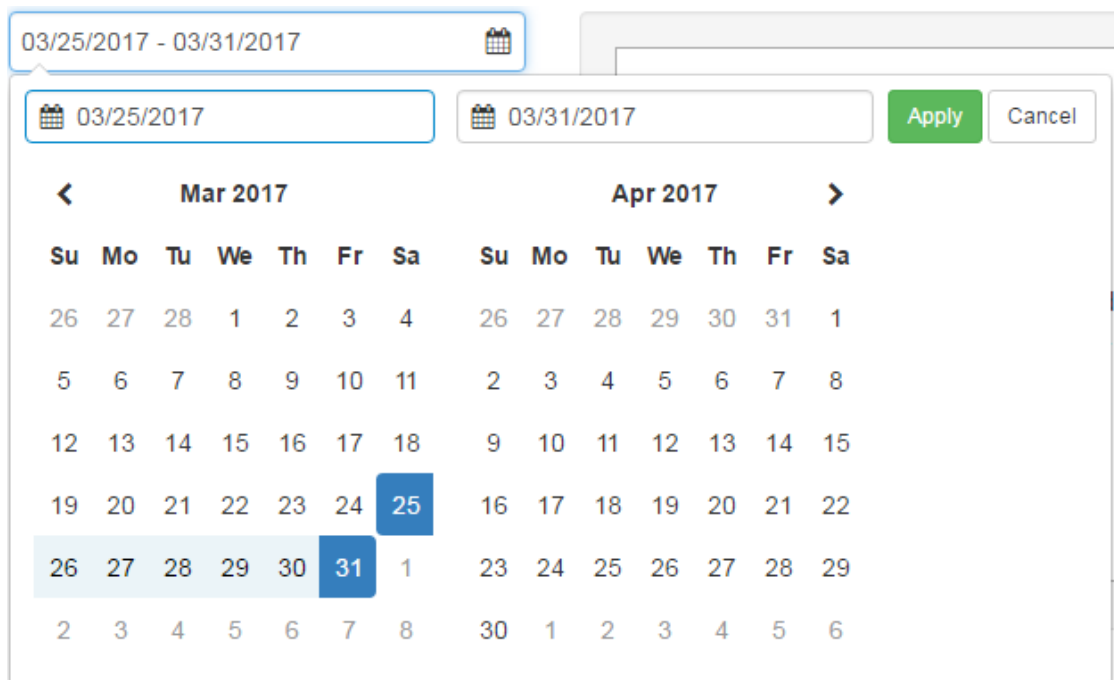 03/25/2017 - 03/31/2017
03/25/2017 03/31/2017 Apply Cancel
Mar 2017 Apr 2017
Su Mo Tu We Th Fr Sa Su Mo Tu We Th Fr Sa
26 27 28 1 2 3 4 26 27 28 29 30 31 1
5 6 7 8 9 10 11 2 3 4 5 6 7 8
12 13 14 15 16 17 18 9 10 11 12 13 14 15
19 20 21 22 23 24 25 16 17 18 19 20 21 22
26 27 28 29 30 31 1 23 24 25 26 27 28 29
2 3 4 5 6 7 8 30 1 2 3 4 5 6